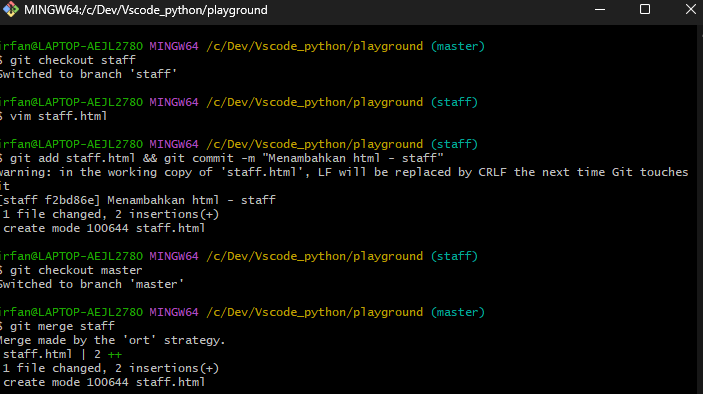 MINGW64:/c/Dev/Vscode_python/playground
irfan@LAPTOP-AEJL2780 MINGW64 /c/Dev/Vscode_python/playground (master)
$ git checkout staff
Switched to branch 'staff'
irfan@LAPTOP-AEJL2780 MINGW64 /c/Dev/Vscode_python/playground (staff)
$ vim staff.html
irfan@LAPTOP-AEJL2780 MINGW64 /c/Dev/Vscode_python/playground (staff)
$ git add staff.html && git commit -m "Menambahkan html - staff"
warning: in the working copy of 'staff.html', LF will be replaced by CRLF the next time Git touches
it
[staff f2bd86e] Menambahkan html - staff
1 file changed, 2 insertions(+)
create mode 100644 staff.html
irfan@LAPTOP-AEJL2780 MINGW64 /c/Dev/Vscode_python/playground (staff)
$ git checkout master
Switched to branch 'master'
irfan@LAPTOP-AEJL2780 MINGW64 /c/Dev/Vscode_python/playground (master)
$ git merge staff
Merge made by the 'ort' strategy.
staff.html | 2 ++
1 file changed, 2 insertions(+)
create mode 100644 staff.html